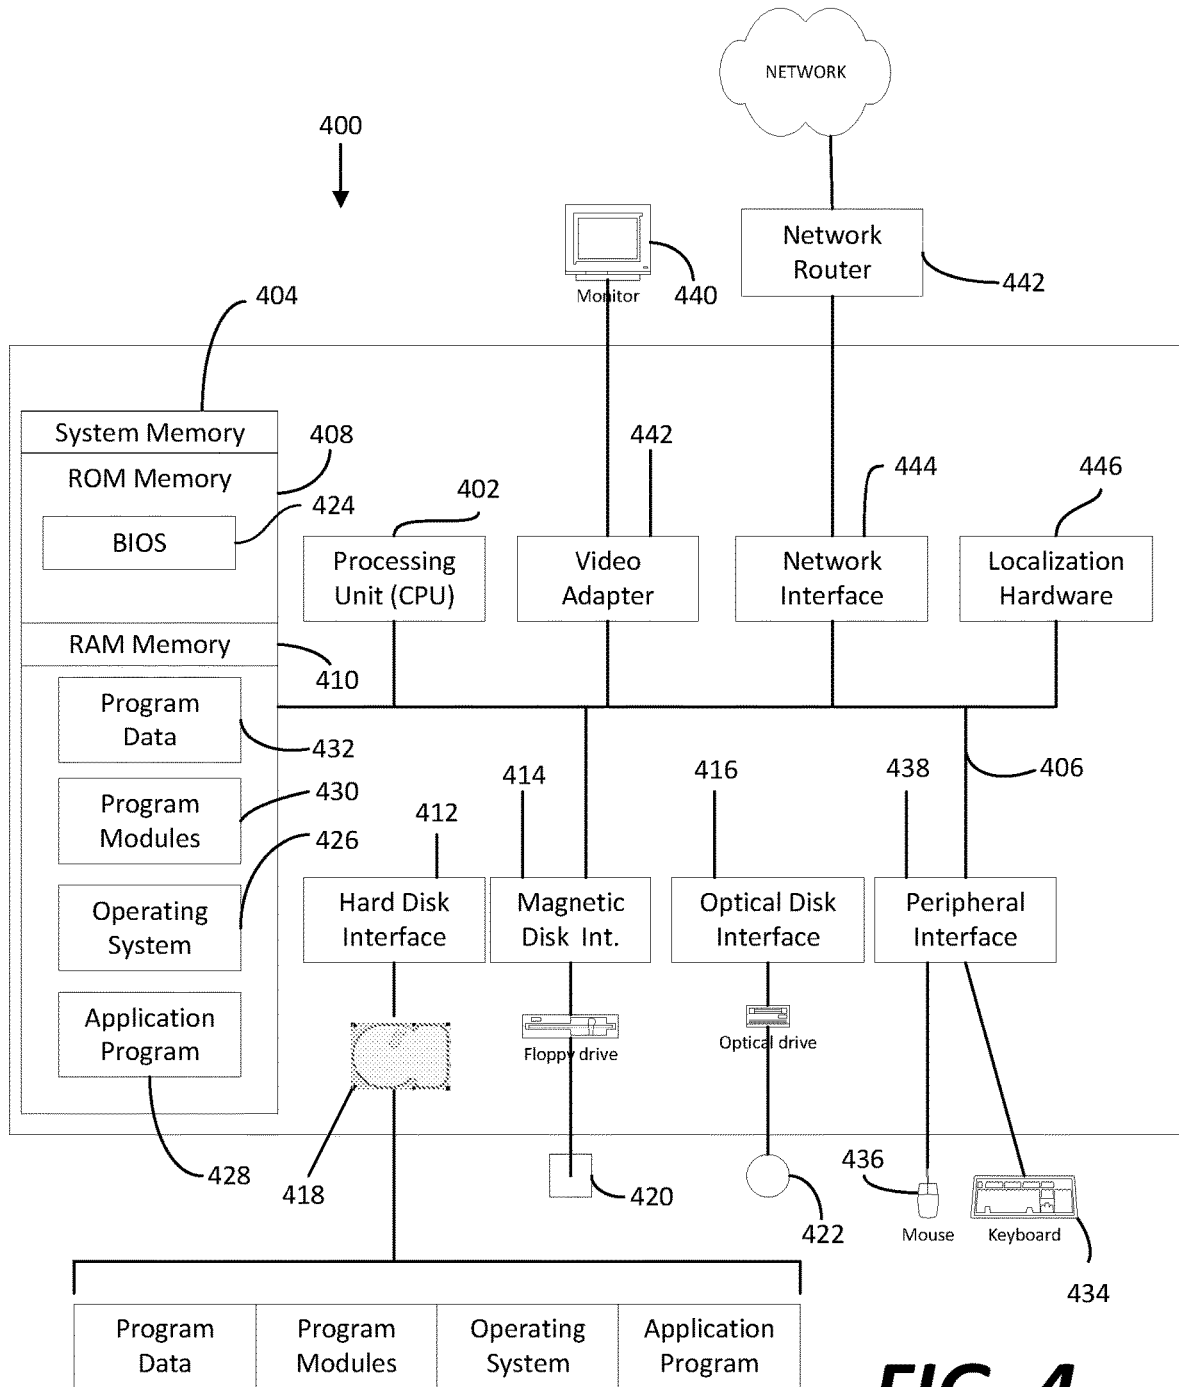 NETWORK
400
Network
Router
442
Monitor
440
404
System Memory
408
442
444
446
ROM Memory
402
424
BIOS
Processing
Unit (CPU)
Video
Adapter
Network
Interface
Localization
Hardware
RAM Memory
410
Program
Data
432
414
416
438
406
430
Program
Modules
412
426
Operating
System
Hard Disk
Interface
Magnetic
Disk Int.
Optical Disk
Interface
Peripheral
Interface
Application
Program
Floppy drive
Optical drive
428
418
420
422
436
Mouse
Keyboard
434
Program
Data
Program
Modules
Operating
System
Application
Program
FIG. 4